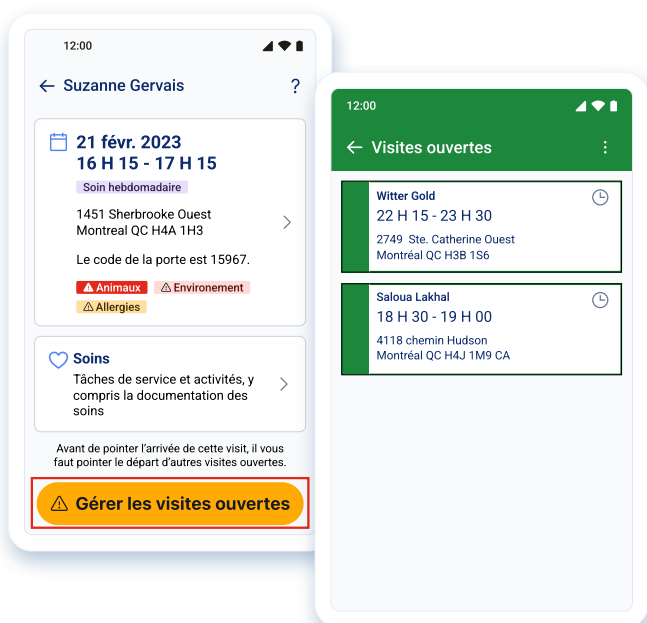 12:00
Suzanne Gervais
?
21 févr. 2023
16 H 15 - 17 H 15
Soin hebdomadaire
1451 Sherbrooke Ouest
Montreal QC H4A 1H3
Le code de la porte est 15967.
Animaux
Environement
Allergies
Soins
Tâches de service et activités, y
compris la documentation des
soins
Avant de pointer l'arrivée de cette visit, il vous
faut pointer le départ d'autres visites ouvertes.
Gérer les visites ouvertes
12:00
Visites ouvertes
Witter Gold
22 H 15 - 23 H 30
2749 Ste. Catherine Ouest
Montréal QC H3B 1S6
Saloua Lakhal
18 H 30 - 19 H 00
4118 chemin Hudson
Montréal QC H4J 1M9 CA